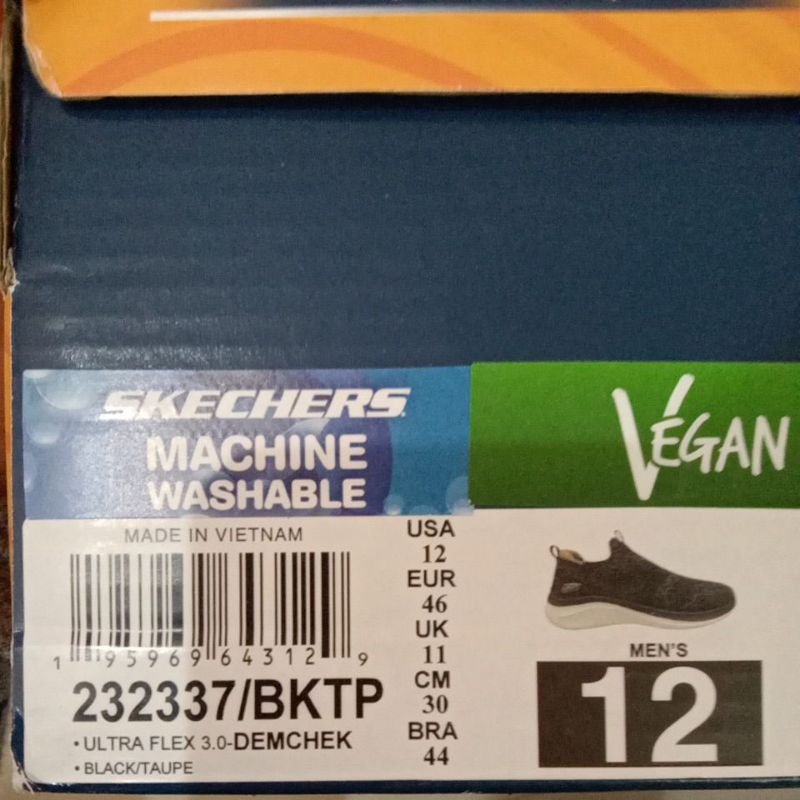 SKECHERS
MACHINE
WASHABLE
VEGAN
MADE IN VIETNAM
1 95969 64312 9
232337/BKTP
• ULTRA FLEX 3.0-DEMCHEK
• BLACK/TAUPE
USA
12
EUR
46
UK
11
CM
30
BRA
44
MEN'S
12